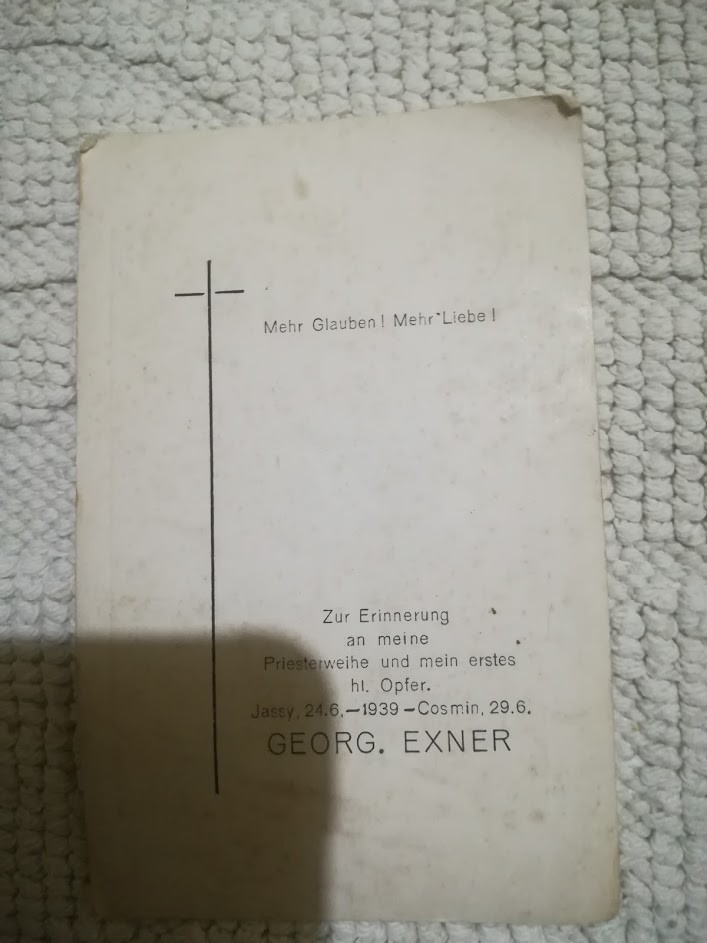 Mehr Glauben! Mehr Liebe!
Zur Erinnerung
an meine
Priesterweihe und mein erstes
hl. Opfer.
Jassy, 24.6.—1939—Cosmin, 29.6.
GEORG. EXNER